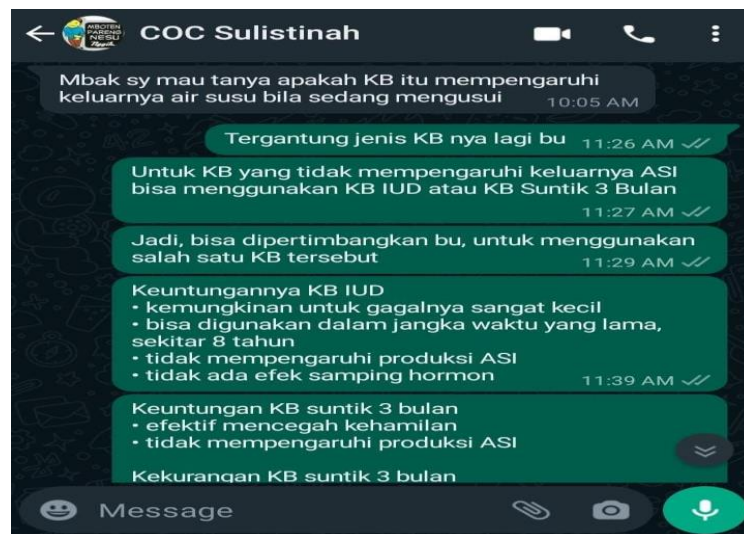 COC Sulistinah
Mbak sy mau tanya apakah KB itu mempengaruhi
keluarnya air susu bila sedang mengusui 10:05 AM
Tergantung jenis KB nya lagi bu 11:26 AM
Untuk KB yang tidak mempengaruhi keluarnya ASI
bisa menggunakan KB IUD atau KB Suntik 3 Bulan
11:27 AM
Jadi, bisa dipertimbangkan bu, untuk menggunakan
salah satu KB tersebut 11:29 AM
Keuntungannya KB IUD
• kemungkinan untuk gagalnya sangat kecil
• bisa digunakan dalam jangka waktu yang lama,
sekitar 8 tahun
• tidak mempengaruhi produksi ASI
• tidak ada efek samping hormon 11:39 AM
Keuntungan KB suntik 3 bulan
• efektif mencegah kehamilan
• tidak mempengaruhi produksi ASI
Kekurangan KB suntik 3 bulan
Message